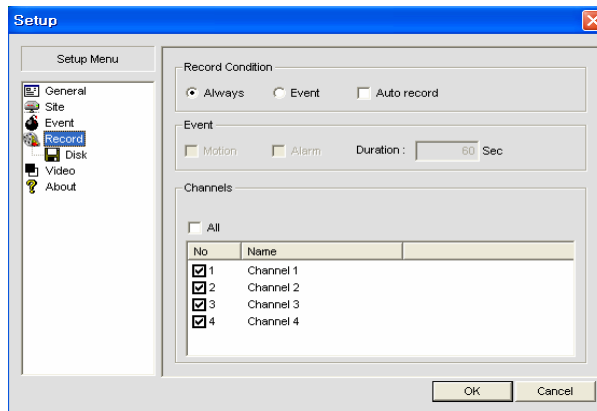 Setup
Setup Menu
General
Site
Event
Record
Disk
Video
About
Record Condition
Always Event Auto record
Event
Motion Alarm Duration : 60 Sec
Channels
All
No Name
1 Channel 1
2 Channel 2
3 Channel 3
4 Channel 4
OK Cancel